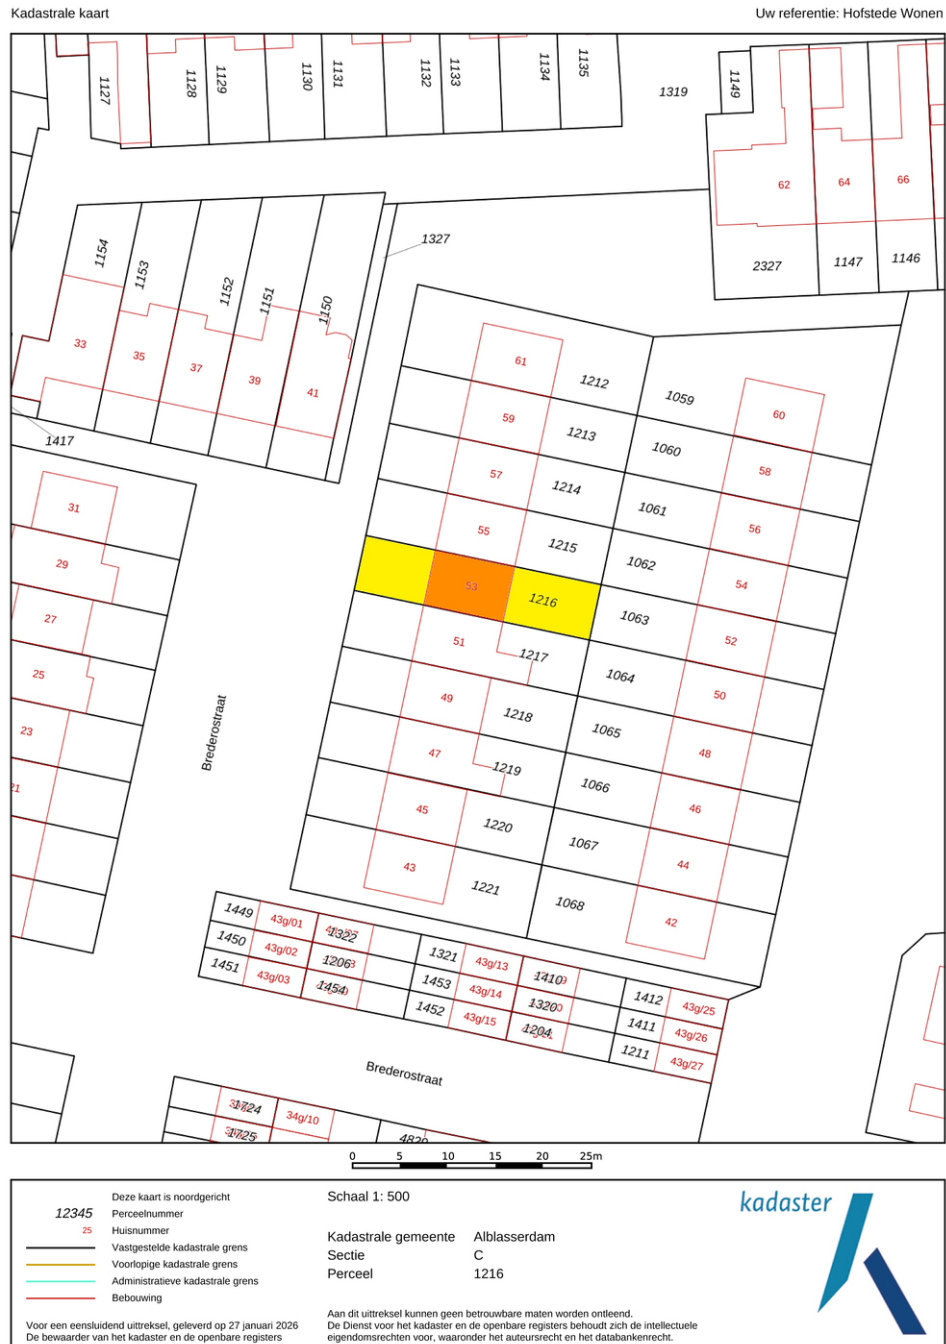 Kadastrale kaart
Uw referentie: Hofstede Wonen
1127
1128
1129
1130
1131
1132
1133
1134
1135
1319
1149
62
64
66
2327
1147
1146
1154
1153
1152
1151
1150
1327
33
35
37
39
41
1417
61
1212
59
1213
57
1214
55
1215
53
1216
51
1217
49
1218
47
1219
45
1220
43
1221
1059
60
1060
58
1061
56
1062
54
1063
52
1064
50
1065
48
1066
46
1067
44
1068
42
31
29
27
25
23
21
Brederostraat
1449
43g/01
1322
1321
43g/13
1410
1412
43g/25
1450
43g/02
1206
1453
43g/14
1320
1411
43g/26
1451
43g/03
1454
1452
43g/15
1204
1211
43g/27
Brederostraat
1724
34g/10
1725
4820
0 5 10 15 20 25m
Deze kaart is noordgericht
12345 Perceelnummer
25 Huisnummer
Vastgestelde kadastrale grens
Voorlopige kadastrale grens
Administratieve kadastrale grens
Bebouwing
Voor een eensluidend uittreksel, geleverd op 27 januari 2026
De bewaarder van het kadaster en de openbare registers
Schaal 1: 500
Kadastrale gemeente Alblasserdam
Sectie C
Perceel 1216
Aan dit uittreksel kunnen geen betrouwbare maten worden ontleend.
De Dienst voor het kadaster en de openbare registers behoudt zich de intellectuele
eigendomsrechten voor, waaronder het auteursrecht en het databankenrecht.
kadaster